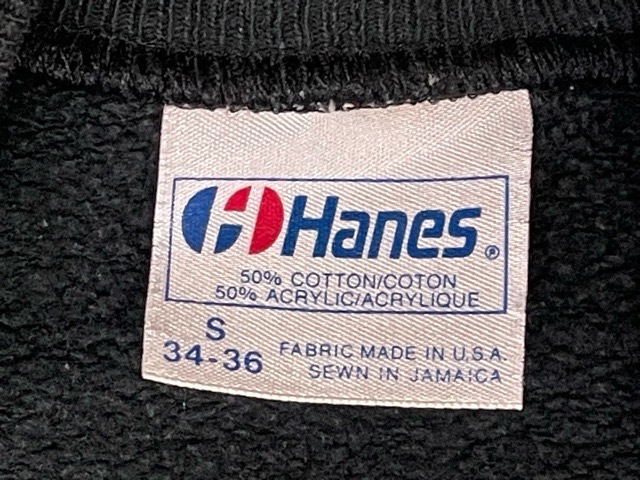 Hanes®
50% COTTON/COTON
50% ACRYLIC/ACRYLIQUE
S
34-36
FABRIC MADE IN U.S.A.
SEWN IN JAMAICA